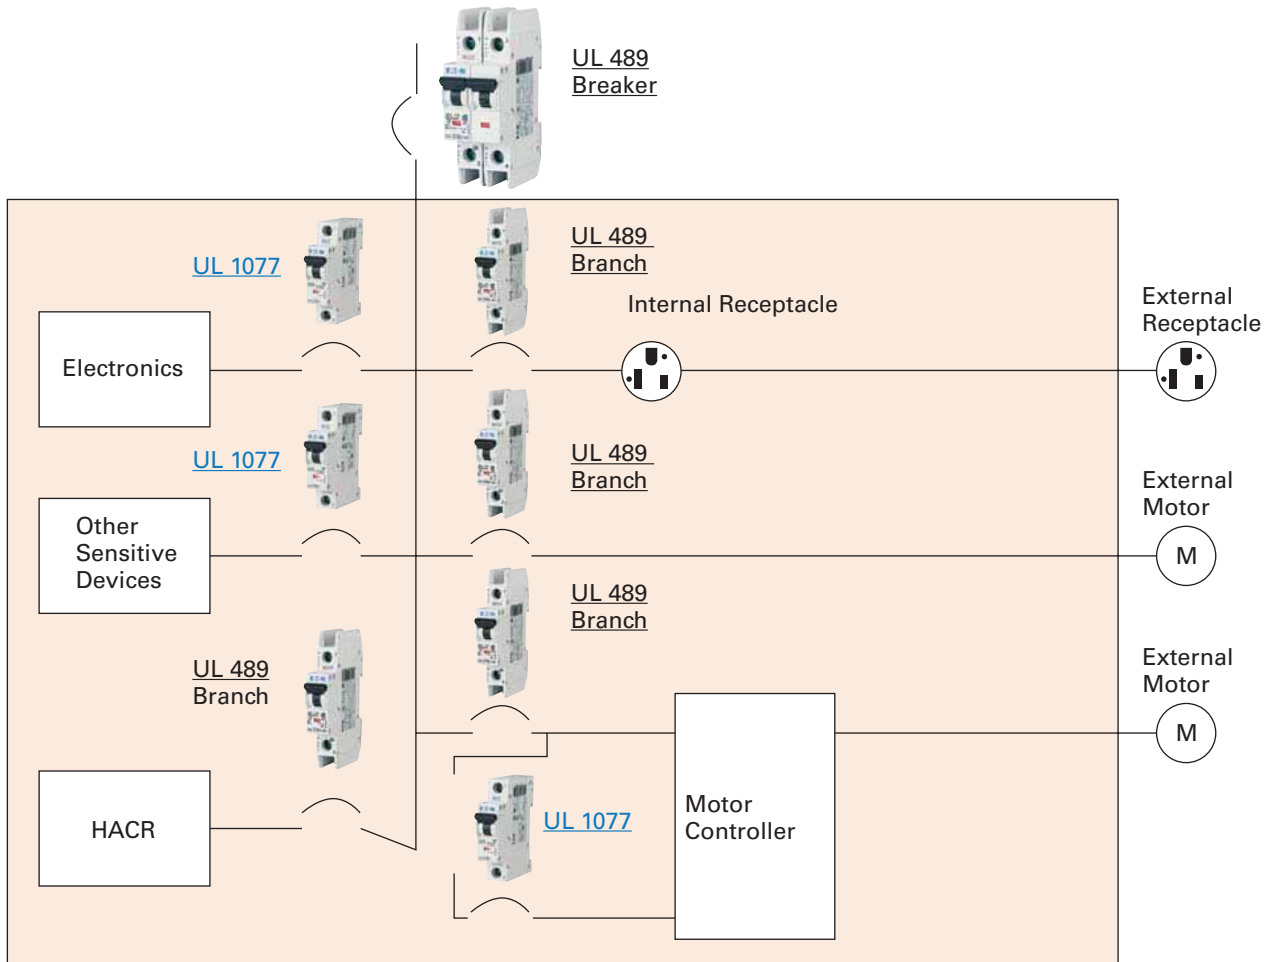 UL 489
Breaker
UL 1077
UL 489
Branch
Internal Receptacle
External
Receptacle
Electronics
UL 1077
UL 489
Branch
External
Motor
Other
Sensitive
Devices
M
UL 489
Branch
UL 489
Branch
External
Motor
M
HACR
UL 1077
Motor
Controller